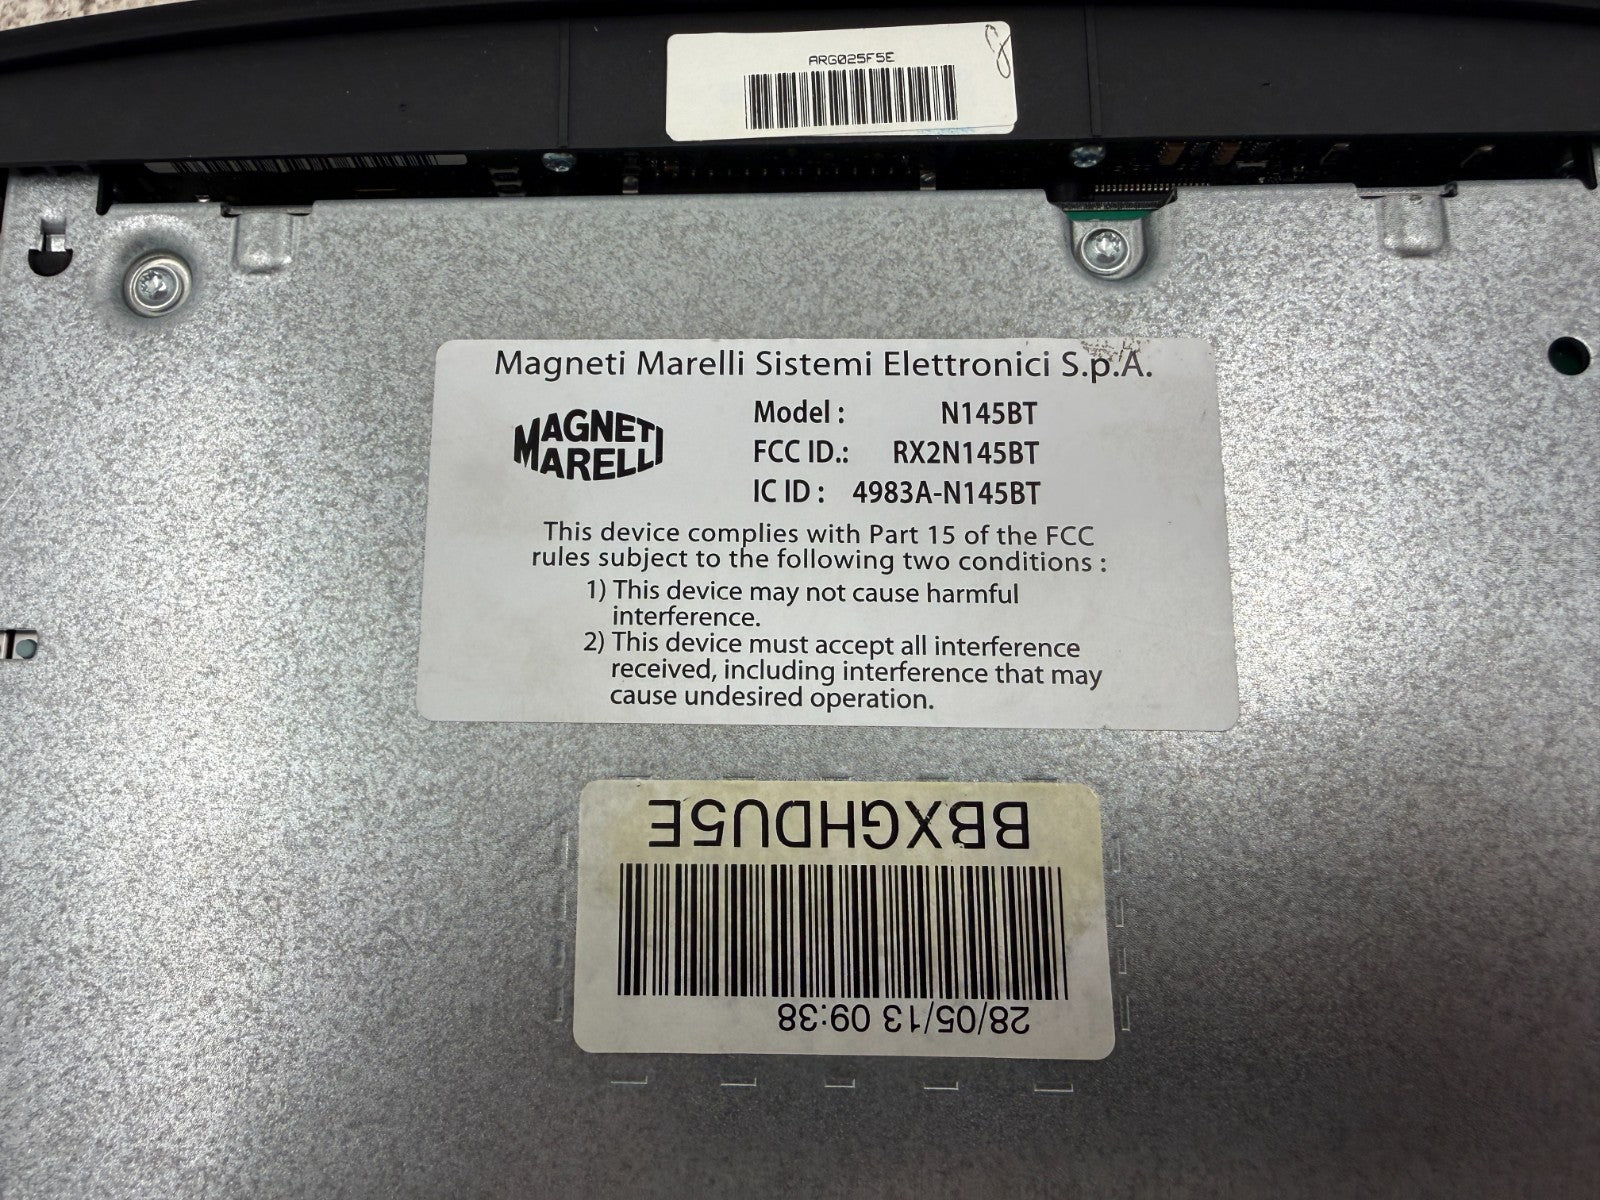 ARG025F5E
8
Magneti Marelli Sistemi Elettronici S.p.A.
MAGNETI
MARELLI
Model : N145BT
FCC ID.: RX2N145BT
IC ID : 4983A-N145BT
This device complies with Part 15 of the FCC
rules subject to the following two conditions :
1) This device may not cause harmful
interference.
2) This device must accept all interference
received, including interference that may
cause undesired operation.
28/05/13 09:38
BBXGHDU5E